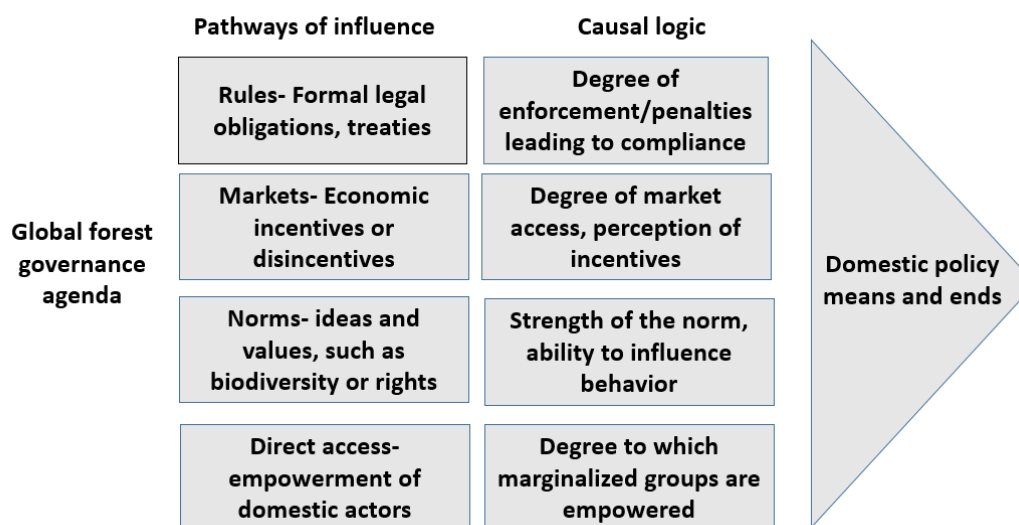 Pathways of influence
Causal logic
Rules- Formal legal
obligations, treaties
Degree of
enforcement/penalties
leading to compliance
Markets- Economic
incentives or
disincentives
Degree of market
access, perception of
incentives
Global forest
governance
agenda
Domestic policy
means and ends
Norms- ideas and
values, such as
biodiversity or rights
Strength of the norm,
ability to influence
behavior
Direct access-
empowerment of
domestic actors
Degree to which
marginalized groups are
empowered